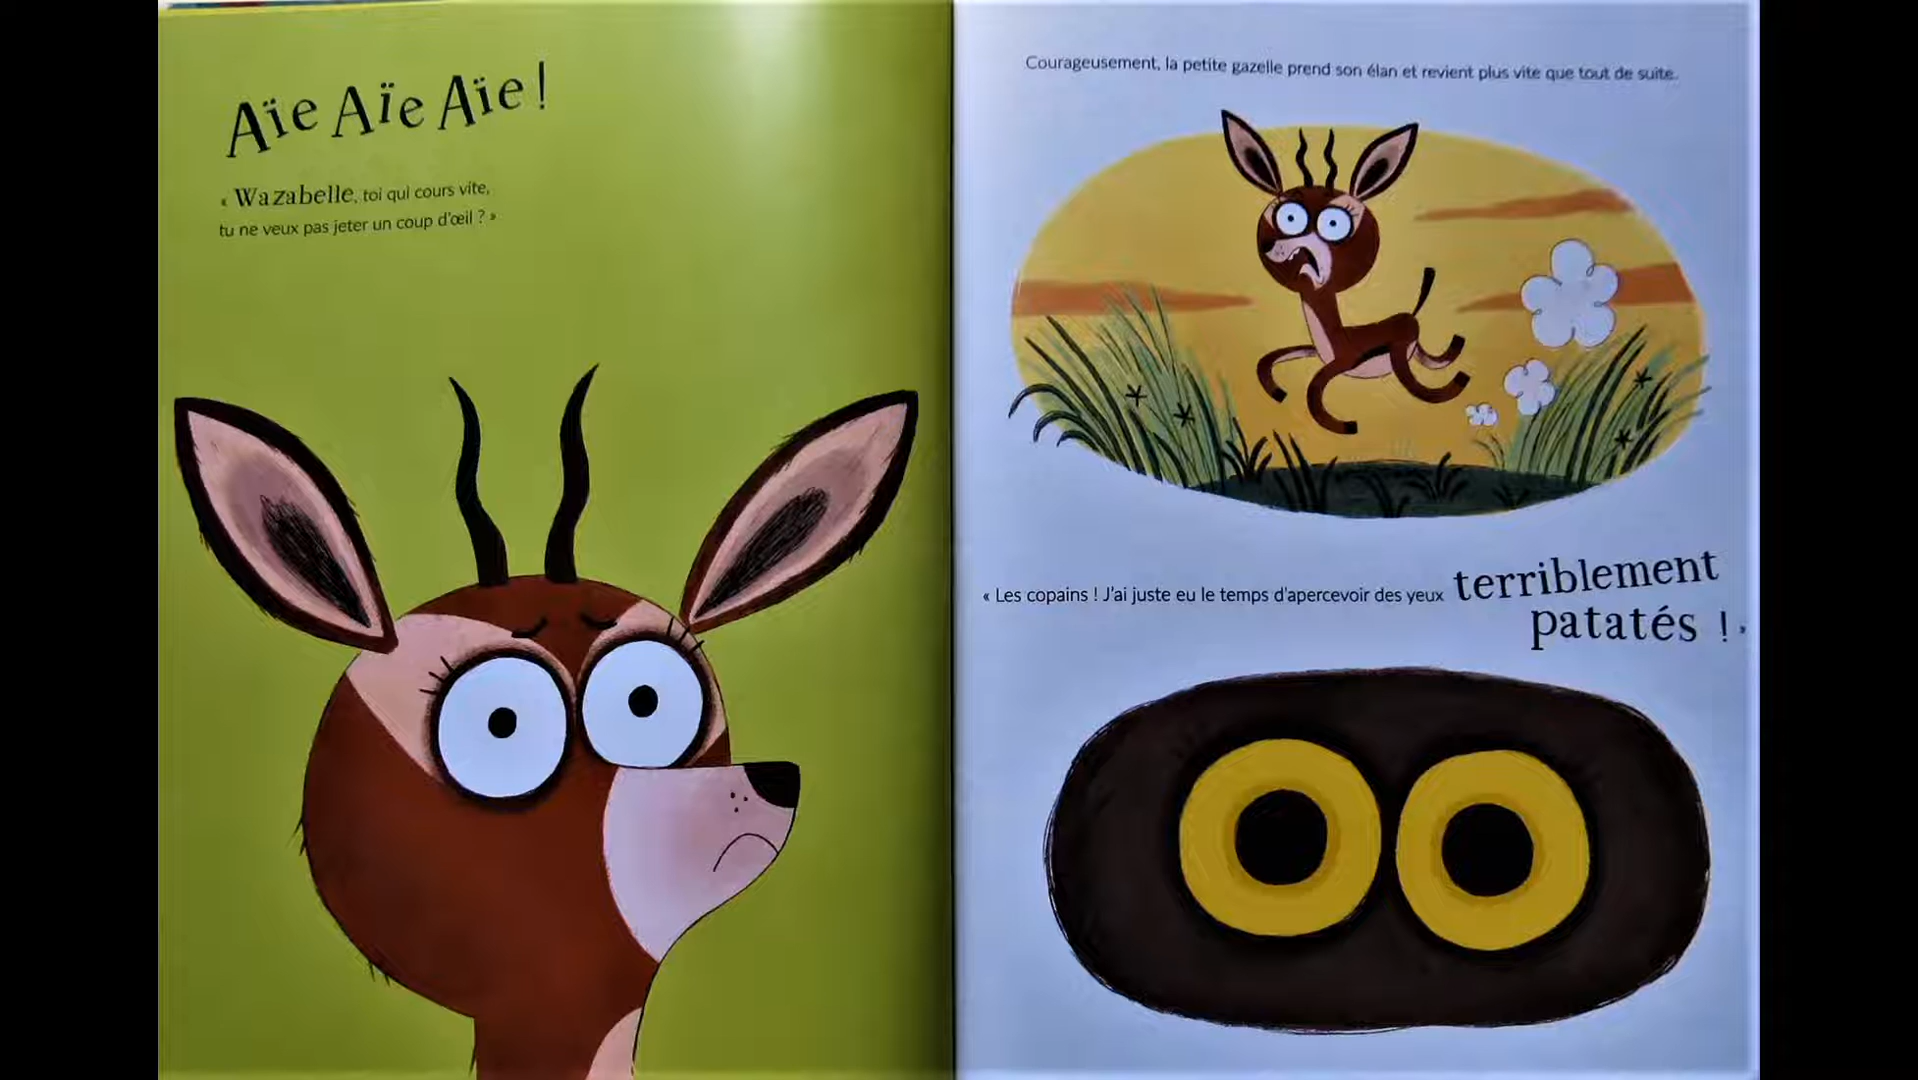 Aïe Aïe Aïe !
« Wazabelle, toi qui cours vite,
tu ne veux pas jeter un coup d'œil ? »
Courageusement, la petite gazelle prend son élan et revient plus vite que tout de suite.
« Les copains ! J'ai juste eu le temps d'apercevoir des yeux terriblement
patatés ! »